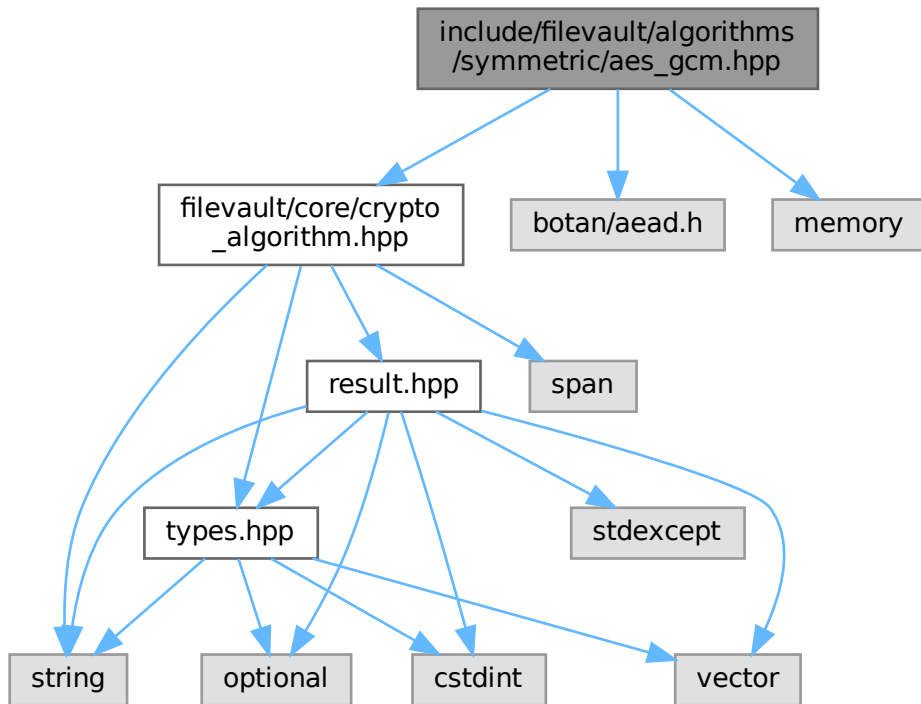 include/filevault/algorithms
/symmetric/aes_gcm.hpp
filevault/core/crypto
_algorithm.hpp
botan/aead.h
memory
result.hpp
span
types.hpp
stdexcept
string
optional
cstdint
vector